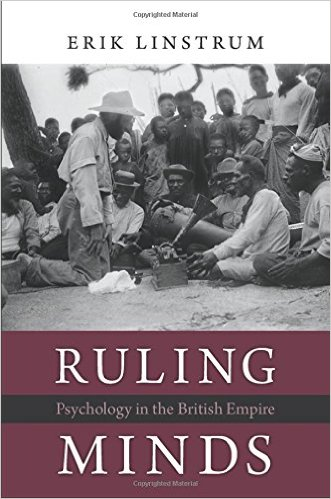 ERIK LINSTRUM
RULING
Psychology in the British Empire
MINDS